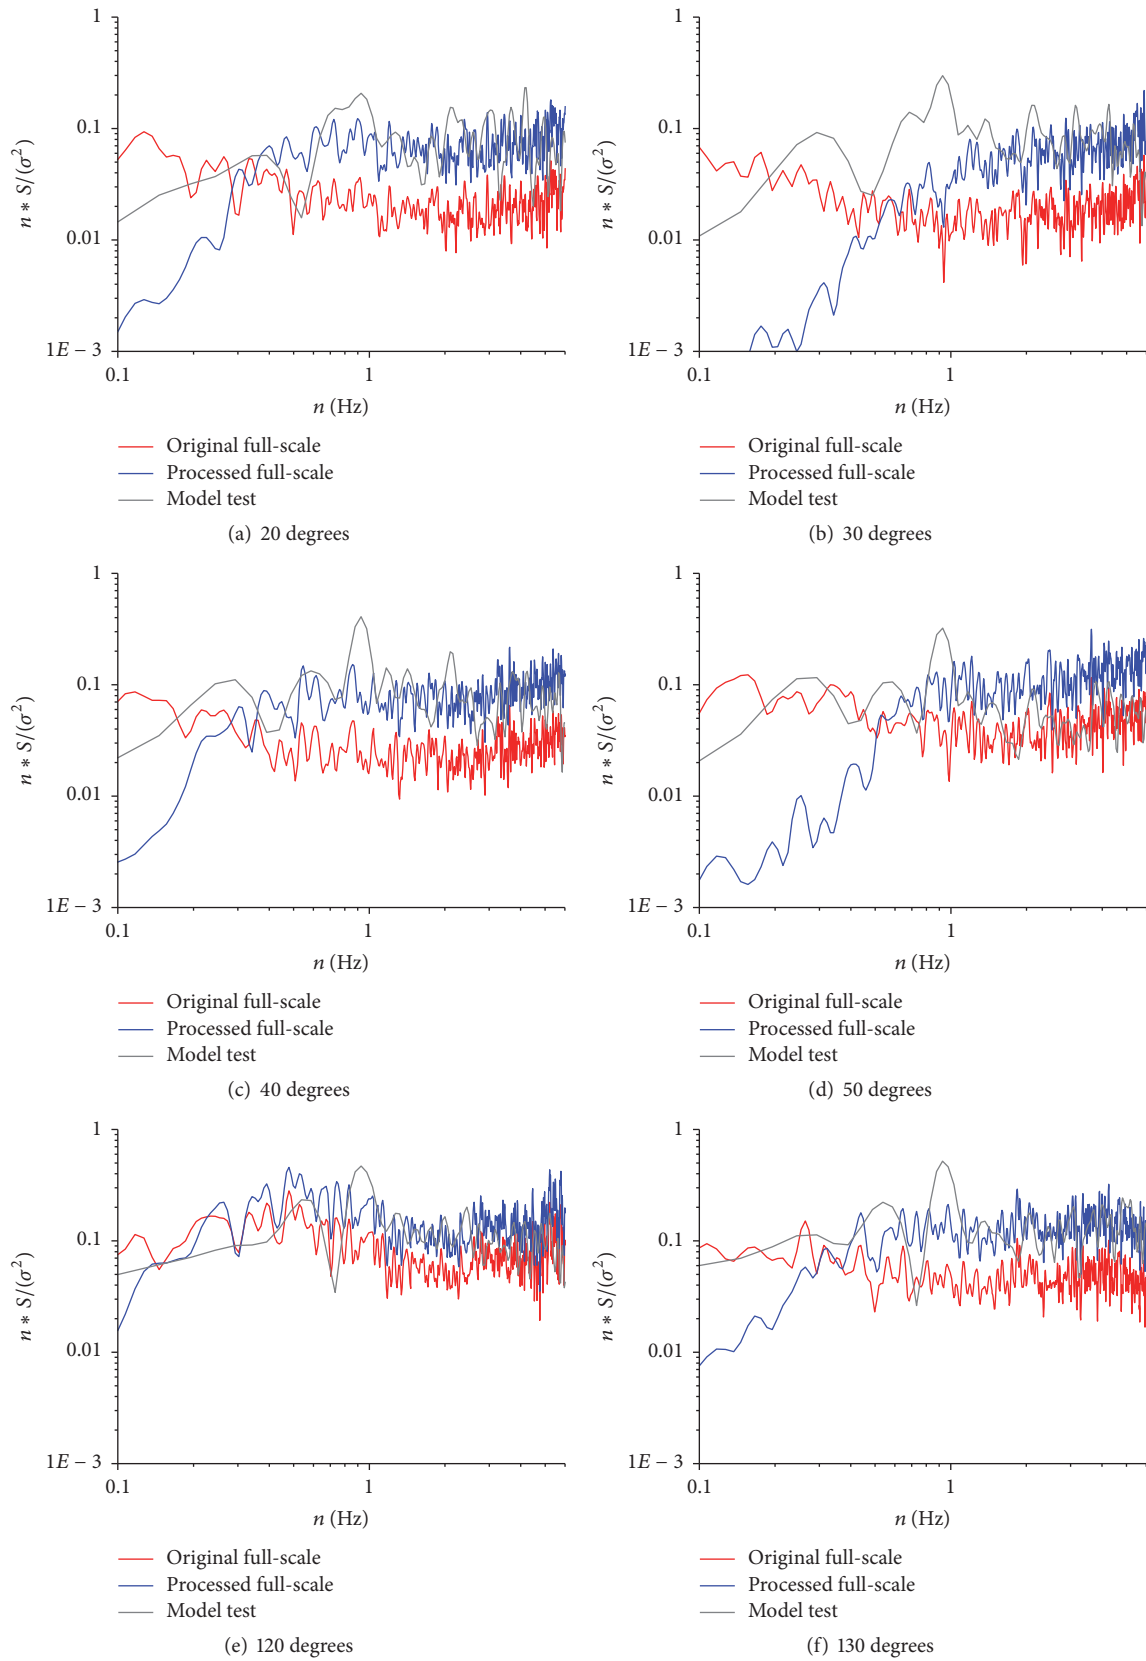 1
0.1
0.01
1E − 3
n ∗ S/(σ²)
0.1
1
n (Hz)
Original full-scale
Processed full-scale
Model test
(a) 20 degrees
1
0.1
0.01
1E − 3
n ∗ S/(σ²)
0.1
1
n (Hz)
Original full-scale
Processed full-scale
Model test
(b) 30 degrees
1
0.1
0.01
1E − 3
n ∗ S/(σ²)
0.1
1
n (Hz)
Original full-scale
Processed full-scale
Model test
(c) 40 degrees
1
0.1
0.01
1E − 3
n ∗ S/(σ²)
0.1
1
n (Hz)
Original full-scale
Processed full-scale
Model test
(d) 50 degrees
1
0.1
0.01
1E − 3
n ∗ S/(σ²)
0.1
1
n (Hz)
Original full-scale
Processed full-scale
Model test
(e) 120 degrees
1
0.1
0.01
1E − 3
n ∗ S/(σ²)
0.1
1
n (Hz)
Original full-scale
Processed full-scale
Model test
(f) 130 degrees